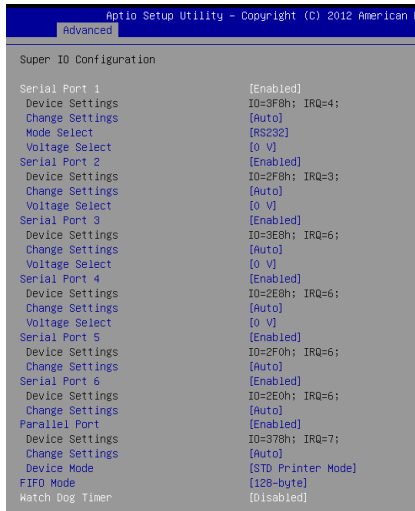 Aptio Setup Utility – Copyright (C) 2012 American
Advanced
Super IO Configuration
Serial Port 1 [Enabled]
Device Settings IO=3F8h; IRQ=4;
Change Settings [Auto]
Mode Select [RS232]
Voltage Select [0 V]
Serial Port 2 [Enabled]
Device Settings IO=2F8h; IRQ=3;
Change Settings [Auto]
Voltage Select [0 V]
Serial Port 3 [Enabled]
Device Settings IO=3E8h; IRQ=6;
Change Settings [Auto]
Voltage Select [0 V]
Serial Port 4 [Enabled]
Device Settings IO=2E8h; IRQ=6;
Change Settings [Auto]
Voltage Select [0 V]
Serial Port 5 [Enabled]
Device Settings IO=2F0h; IRQ=6;
Change Settings [Auto]
Serial Port 6 [Enabled]
Device Settings IO=2E0h; IRQ=6;
Change Settings [Auto]
Parallel Port [Enabled]
Device Settings IO=378h; IRQ=7;
Change Settings [Auto]
Device Mode [STD Printer Mode]
FIFO Mode [128-byte]
Watch Dog Timer [Disabled]